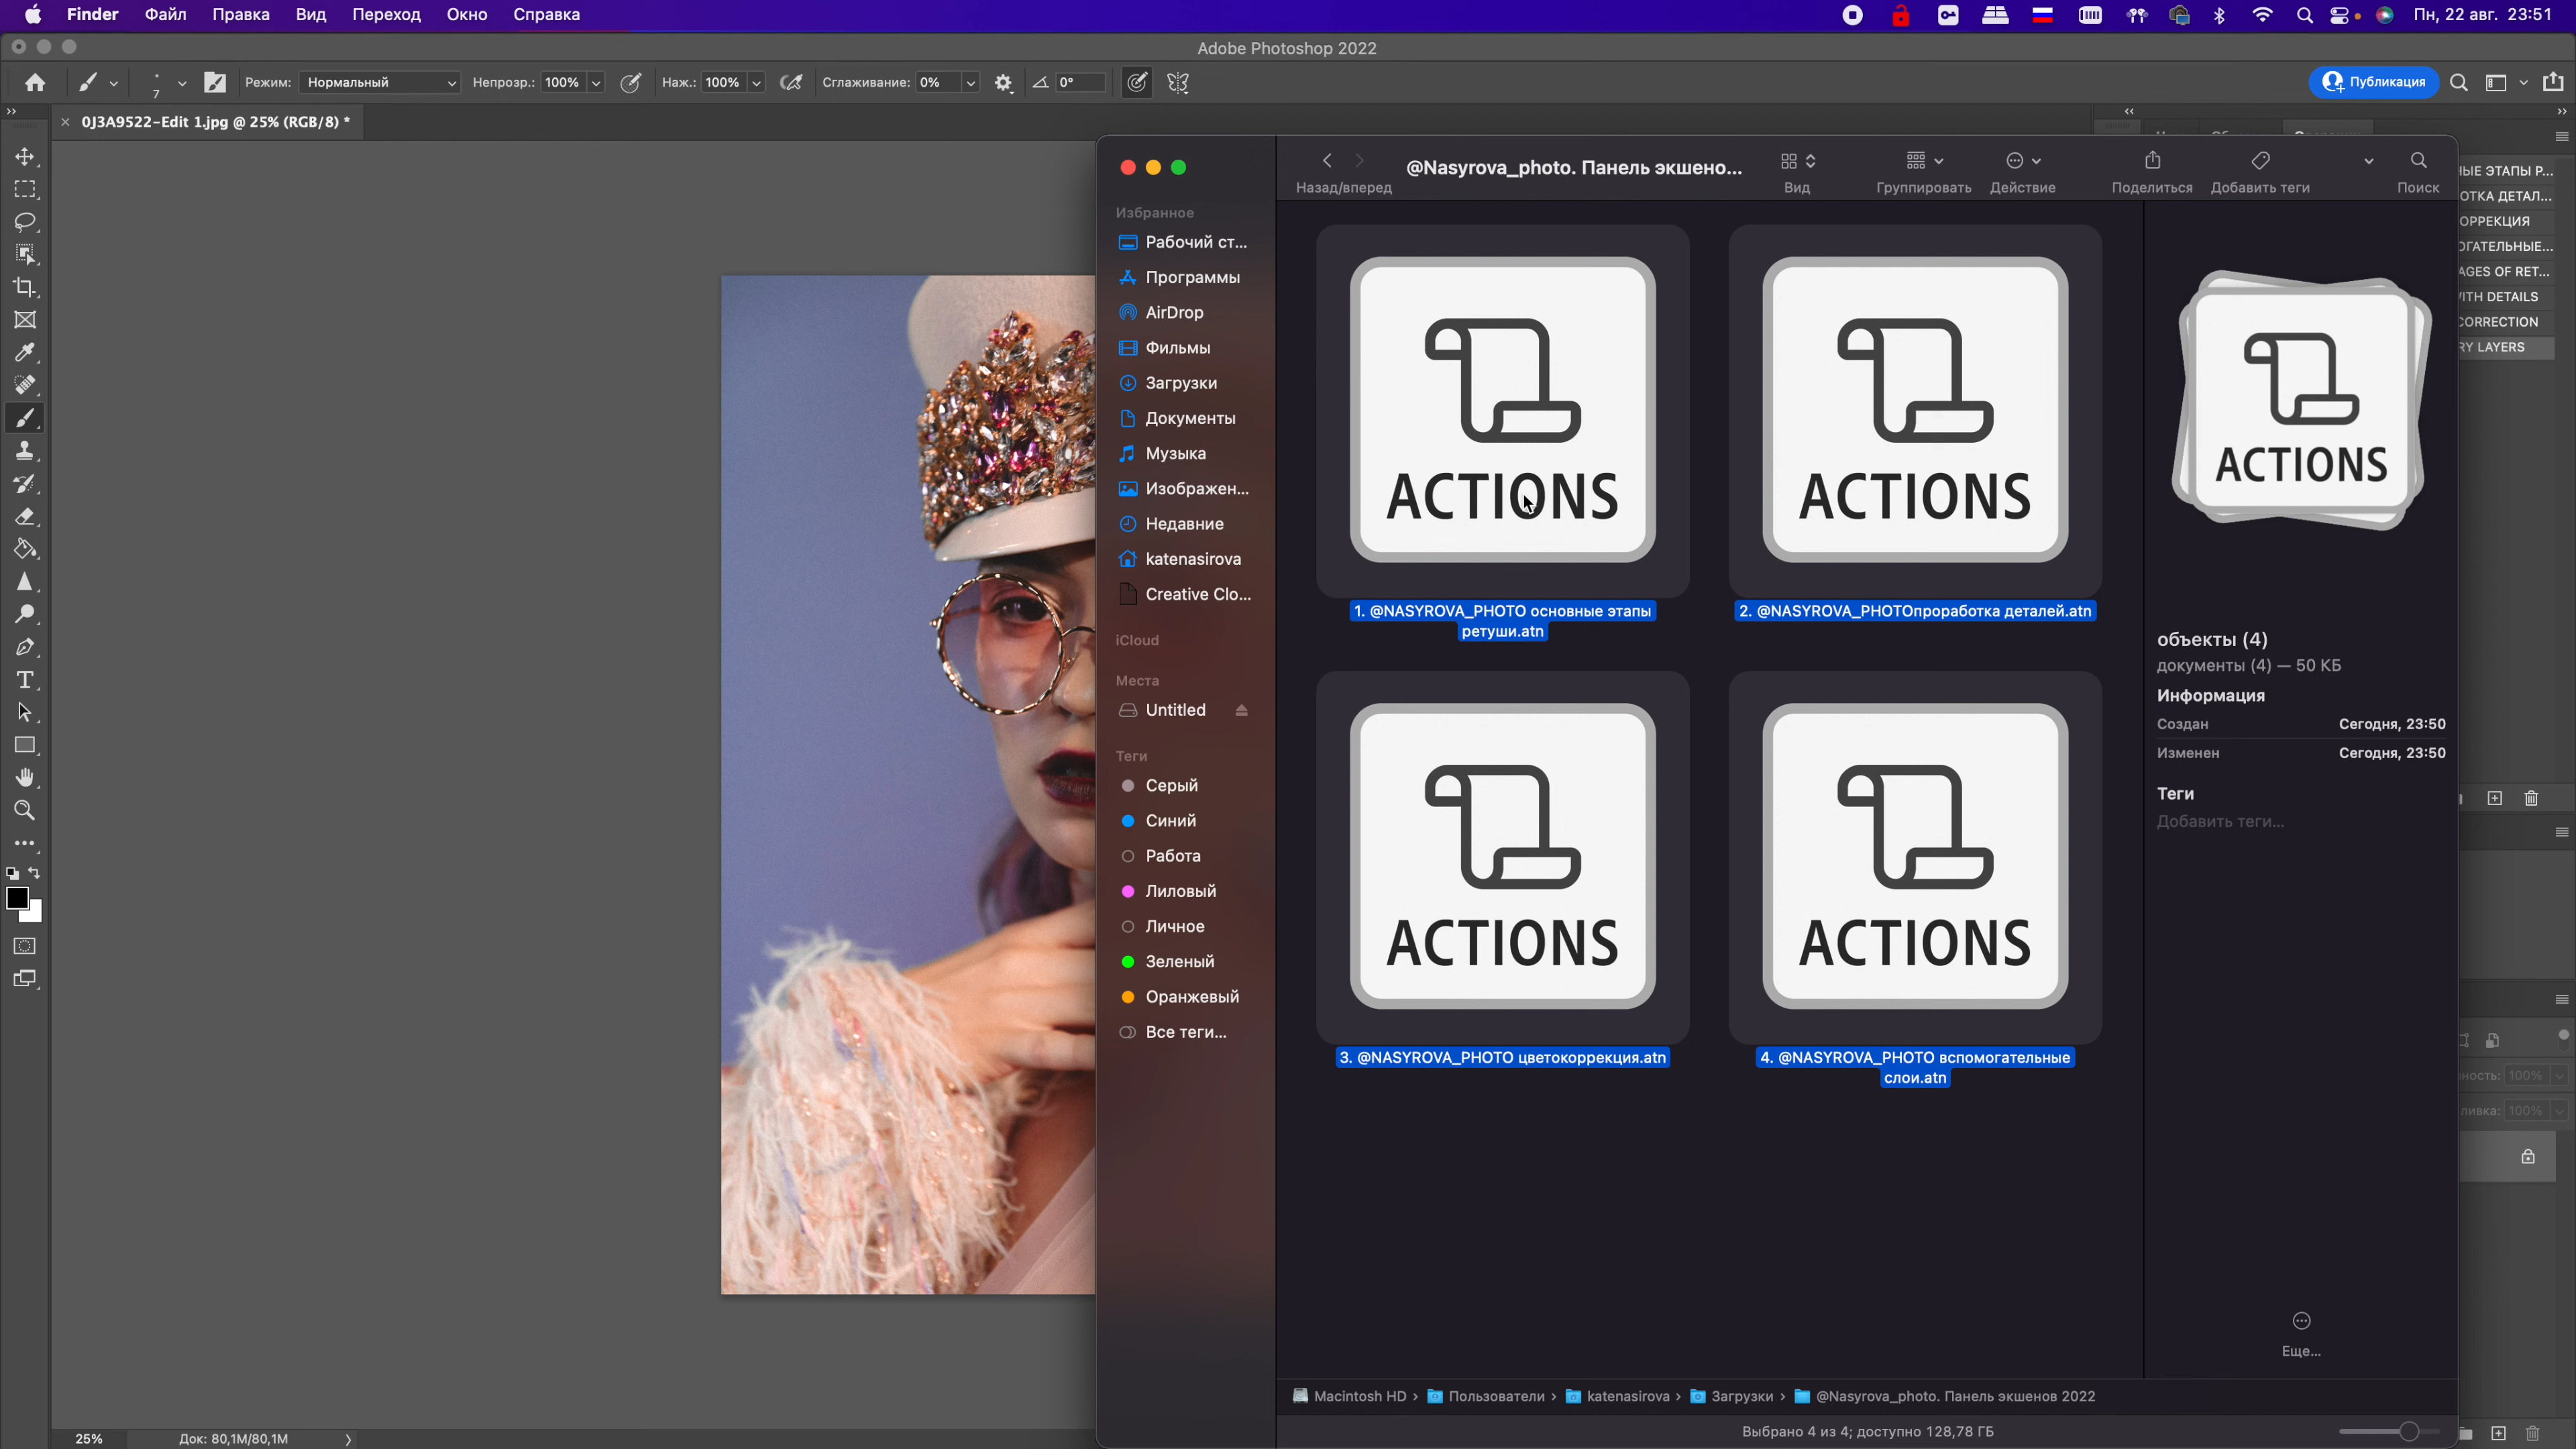 Finder Файл Правка Вид Переход Окно Справка Пн, 22 авг. 23:51
Adobe Photoshop 2022
7 Режим: Нормальный Непрозр.: 100% Наж.: 100% Сглаживание: 0% 0° Публикация
0J3A9522-Edit 1.jpg @ 25% (RGB/8) *
@Nasyrova_photo. Панель экшено...
Назад/вперед Вид Группировать Действие Поделиться Добавить теги Поиск
Избранное
Рабочий ст...
Программы
AirDrop
Фильмы
Загрузки
Документы
Музыка
Изображен...
Недавние
katenasirova
Creative Clo...
iCloud
Места
Untitled
Теги
Серый
Синий
Работа
Лиловый
Личное
Зеленый
Оранжевый
Все теги...
ACTIONS
1. @NASYROVA_PHOTO основные этапы
ретуши.atn
ACTIONS
2. @NASYROVA_PHOTOпроработка деталей.atn
ACTIONS
3. @NASYROVA_PHOTO цветокоррекция.atn
ACTIONS
4. @NASYROVA_PHOTO вспомогательные
слои.atn
ACTIONS
объекты (4)
документы (4) — 50 КБ
Информация
Создан Сегодня, 23:50
Изменен Сегодня, 23:50
Теги
Добавить теги...
Еще...
ЫЕ ЭТАПЫ Р...
ОТКА ДЕТАЛ...
ОРРЕКЦИЯ
ОГАТЕЛЬНЫЕ...
AGES OF RET...
ITH DETAILS
CORRECTION
RY LAYERS
ность: 100%
ливка: 100%
Macintosh HD › Пользователи › katenasirova › Загрузки › @Nasyrova_photo. Панель экшенов 2022
Выбрано 4 из 4; доступно 128,78 ГБ
25% Док: 80,1M/80,1M